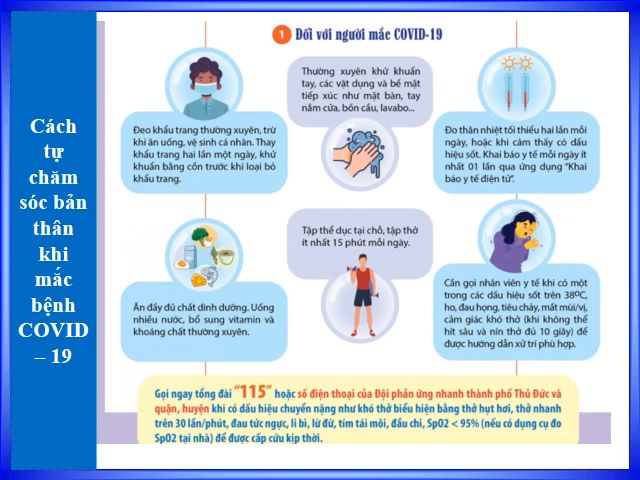 Cách
tự
chăm
sóc bản
thân
khi
mắc
bệnh
COVID
– 19
1 Đối với người mắc COVID-19
Đeo khẩu trang thường xuyên, trừ
khi ăn uống, vệ sinh cá nhân. Thay
khẩu trang hai lần một ngày, khử
khuẩn bằng cồn trước khi loại bỏ
khẩu trang.
Thường xuyên khử khuẩn
tay, các vật dụng và bề mặt
tiếp xúc như mặt bàn, tay
nắm cửa, bồn cầu, lavabo...
Đo thân nhiệt tối thiểu hai lần mỗi
ngày, hoặc khi cảm thấy có dấu
hiệu sốt. Khai báo y tế mỗi ngày ít
nhất 01 lần qua ứng dụng "Khai
báo y tế điện tử".
Ăn đầy đủ chất dinh dưỡng. Uống
nhiều nước, bổ sung vitamin và
khoáng chất thường xuyên.
Tập thể dục tại chỗ, tập thở
ít nhất 15 phút mỗi ngày.
Cần gọi nhân viên y tế khi có một
trong các dấu hiệu sốt trên 38ºC,
ho, đau họng, tiêu chảy, mất mùi/vị,
cảm giác khó thở (khi không thể
hít sâu và nín thở đủ 10 giây) để
được hướng dẫn xử trí phù hợp.
Gọi ngay tổng đài "115" hoặc số điện thoại của Đội phản ứng nhanh thành phố Thủ Đức và
quận, huyện khi có dấu hiệu chuyển nặng như khó thở biểu hiện bằng thở hụt hơi, thở nhanh
trên 30 lần/phút, đau tức ngực, li bì, lừ đừ, tím tái môi, đầu chi, SpO2 < 95% (nếu có dụng cụ đo
SpO2 tại nhà) để được cấp cứu kịp thời.